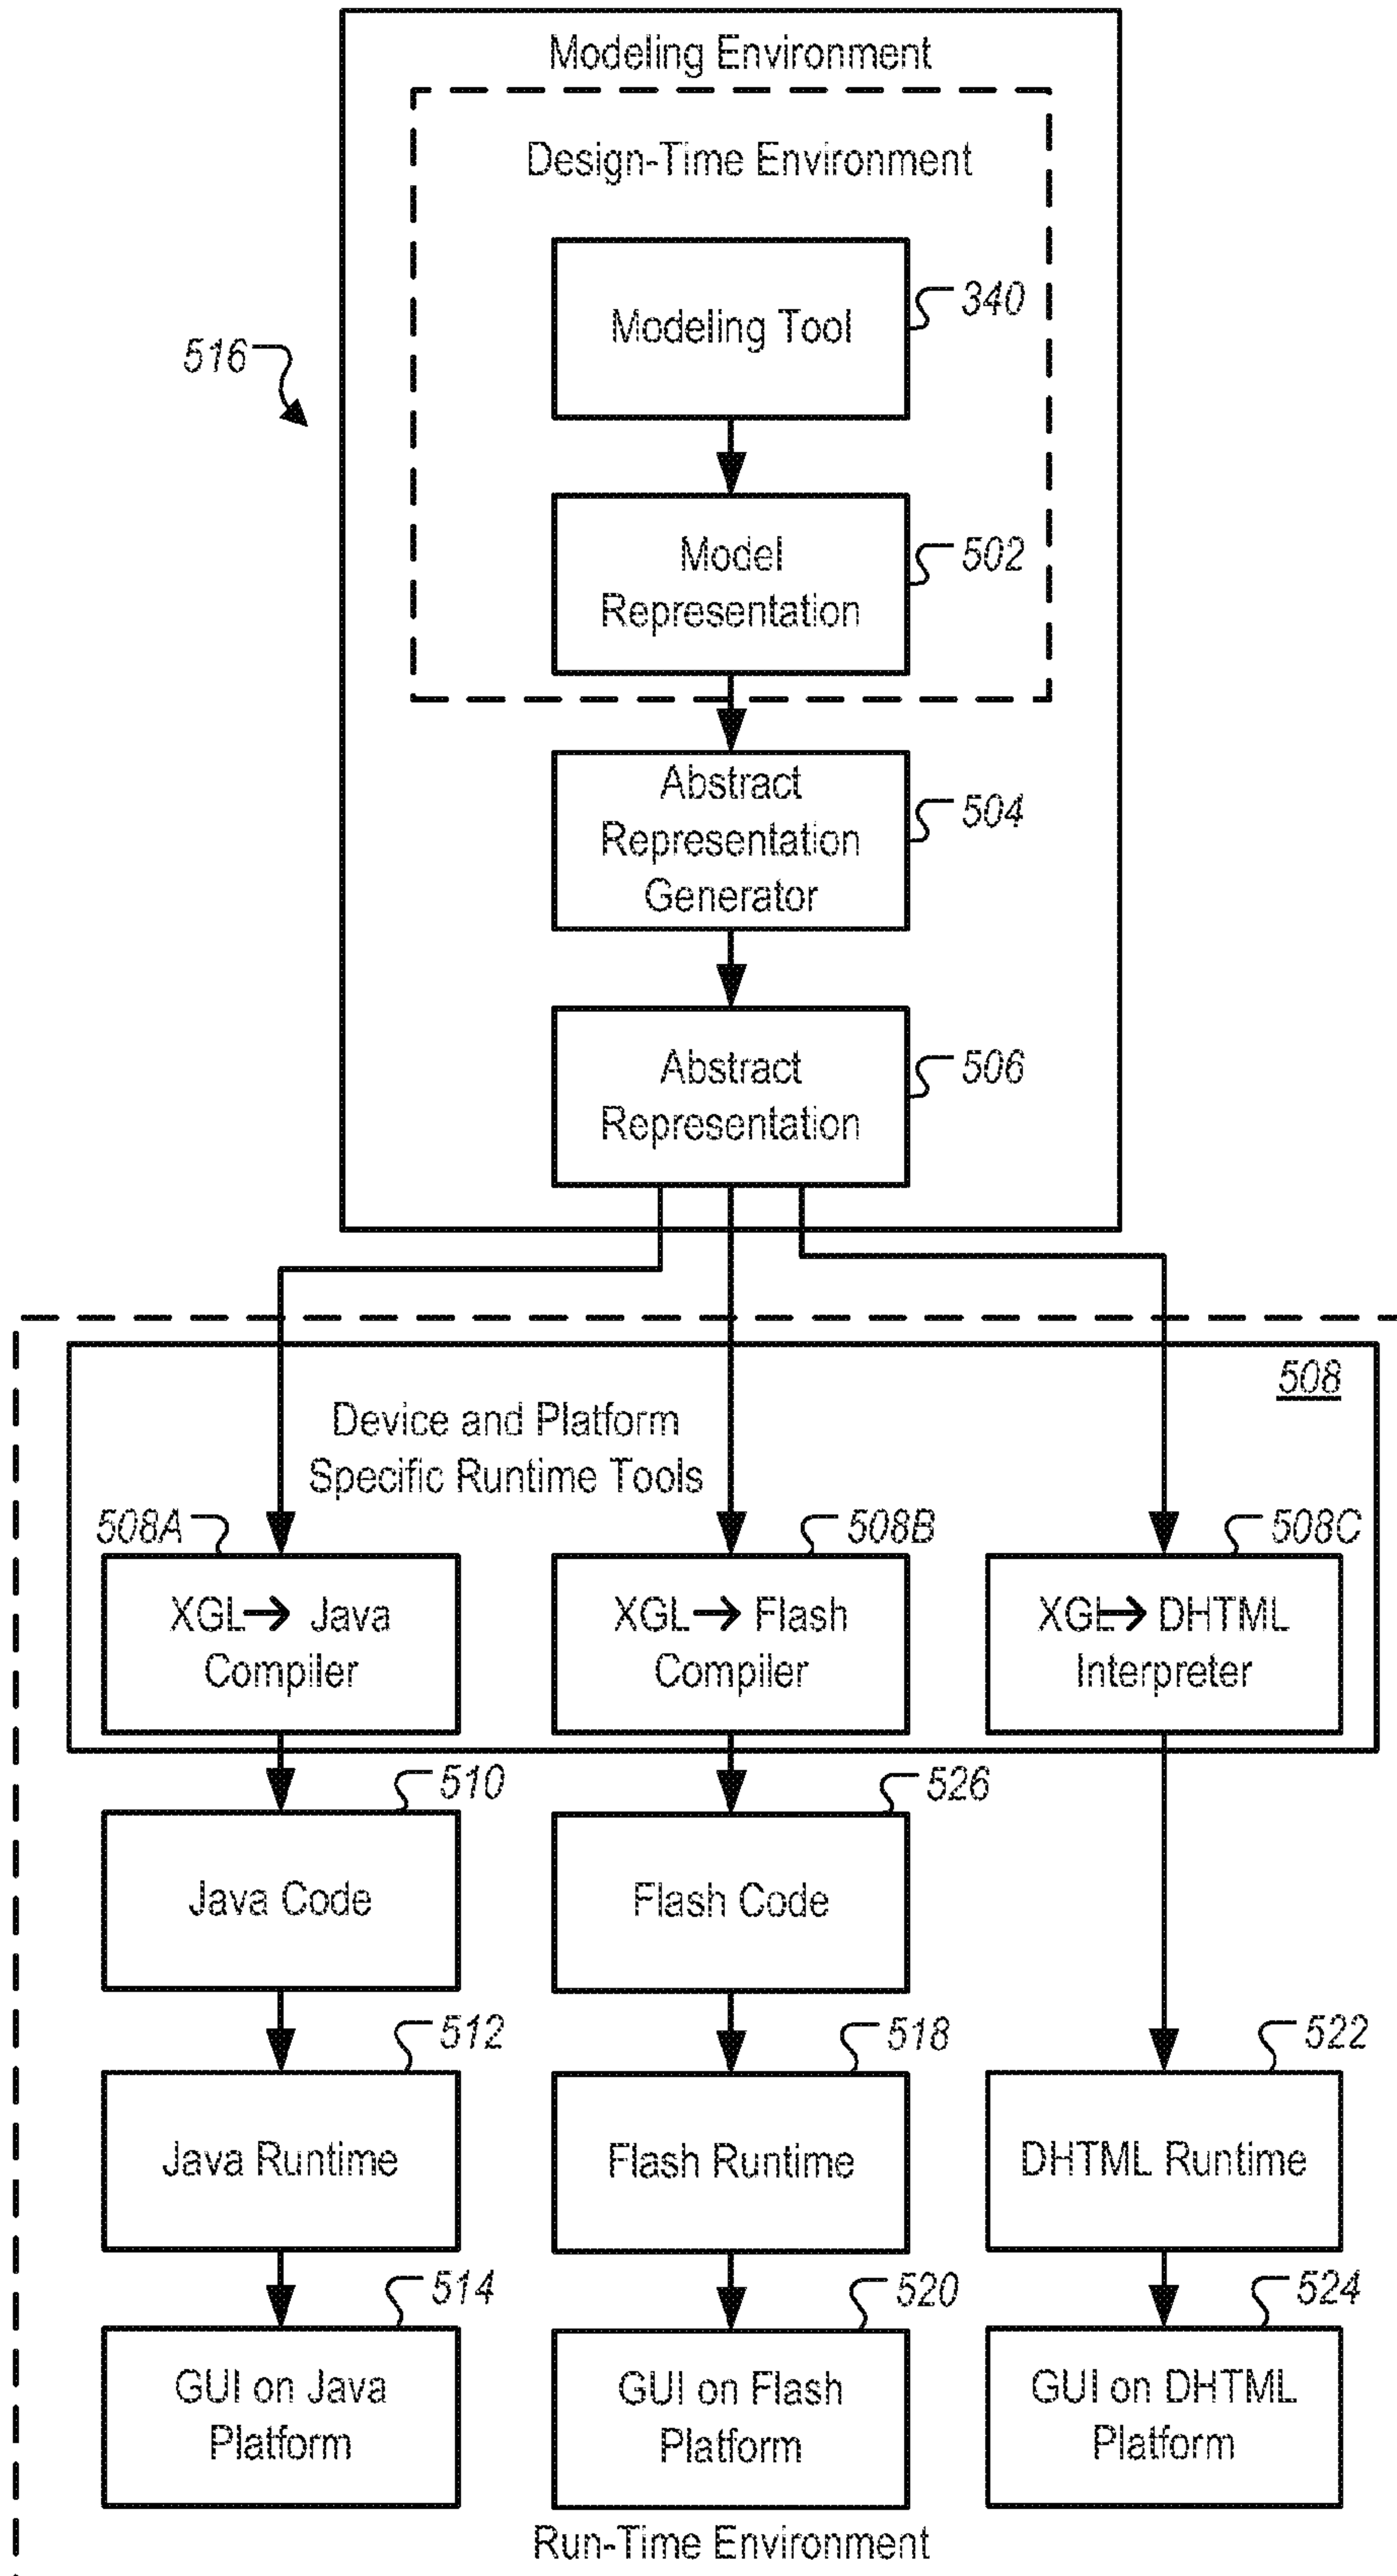 Modeling Environment
Design-Time Environment
Modeling Tool
340
516
Model
Representation
502
Abstract
Representation
Generator
504
Abstract
Representation
506
508
Device and Platform
Specific Runtime Tools
508A
508B
508C
XGL→ Java
Compiler
XGL→ Flash
Compiler
XGL→ DHTML
Interpreter
510
526
Java Code
Flash Code
512
518
522
Java Runtime
Flash Runtime
DHTML Runtime
514
520
524
GUI on Java
Platform
GUI on Flash
Platform
GUI on DHTML
Platform
Run-Time Environment